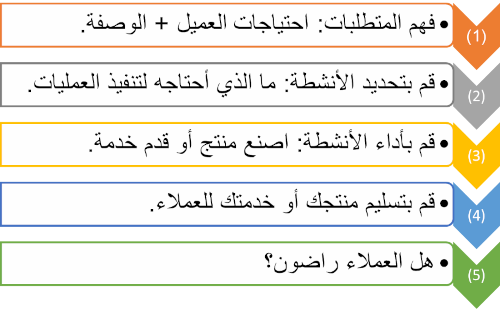 (1) • فهم المتطلبات: احتياجات العميل + الوصفة.
(2) • قم بتحديد الأنشطة: ما الذي أحتاجه لتنفيذ العمليات.
(3) • قم بأداء الأنشطة: اصنع منتج أو قدم خدمة.
(4) • قم بتسليم منتجك أو خدمتك للعملاء.
(5) • هل العملاء راضون؟